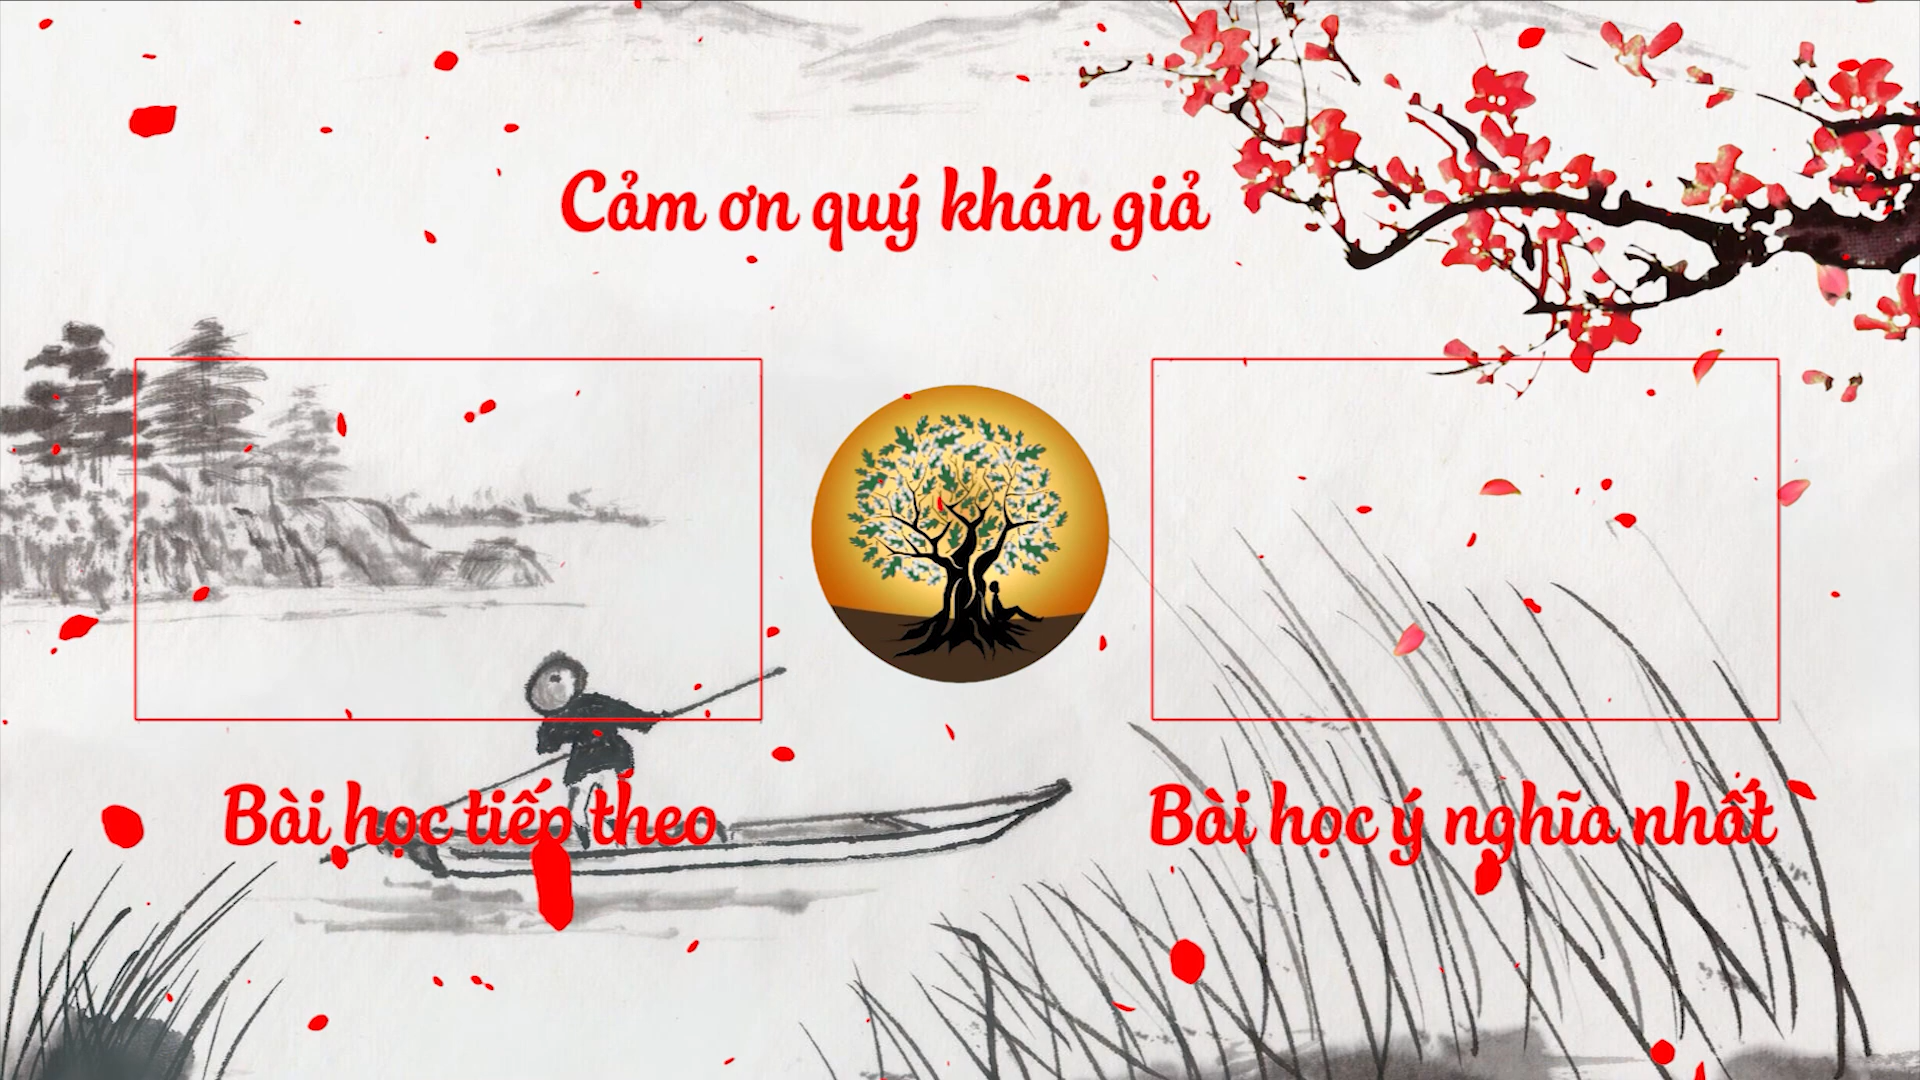 Cảm ơn quý khán giả
Bài học tiếp theo
Bài học ý nghĩa nhất